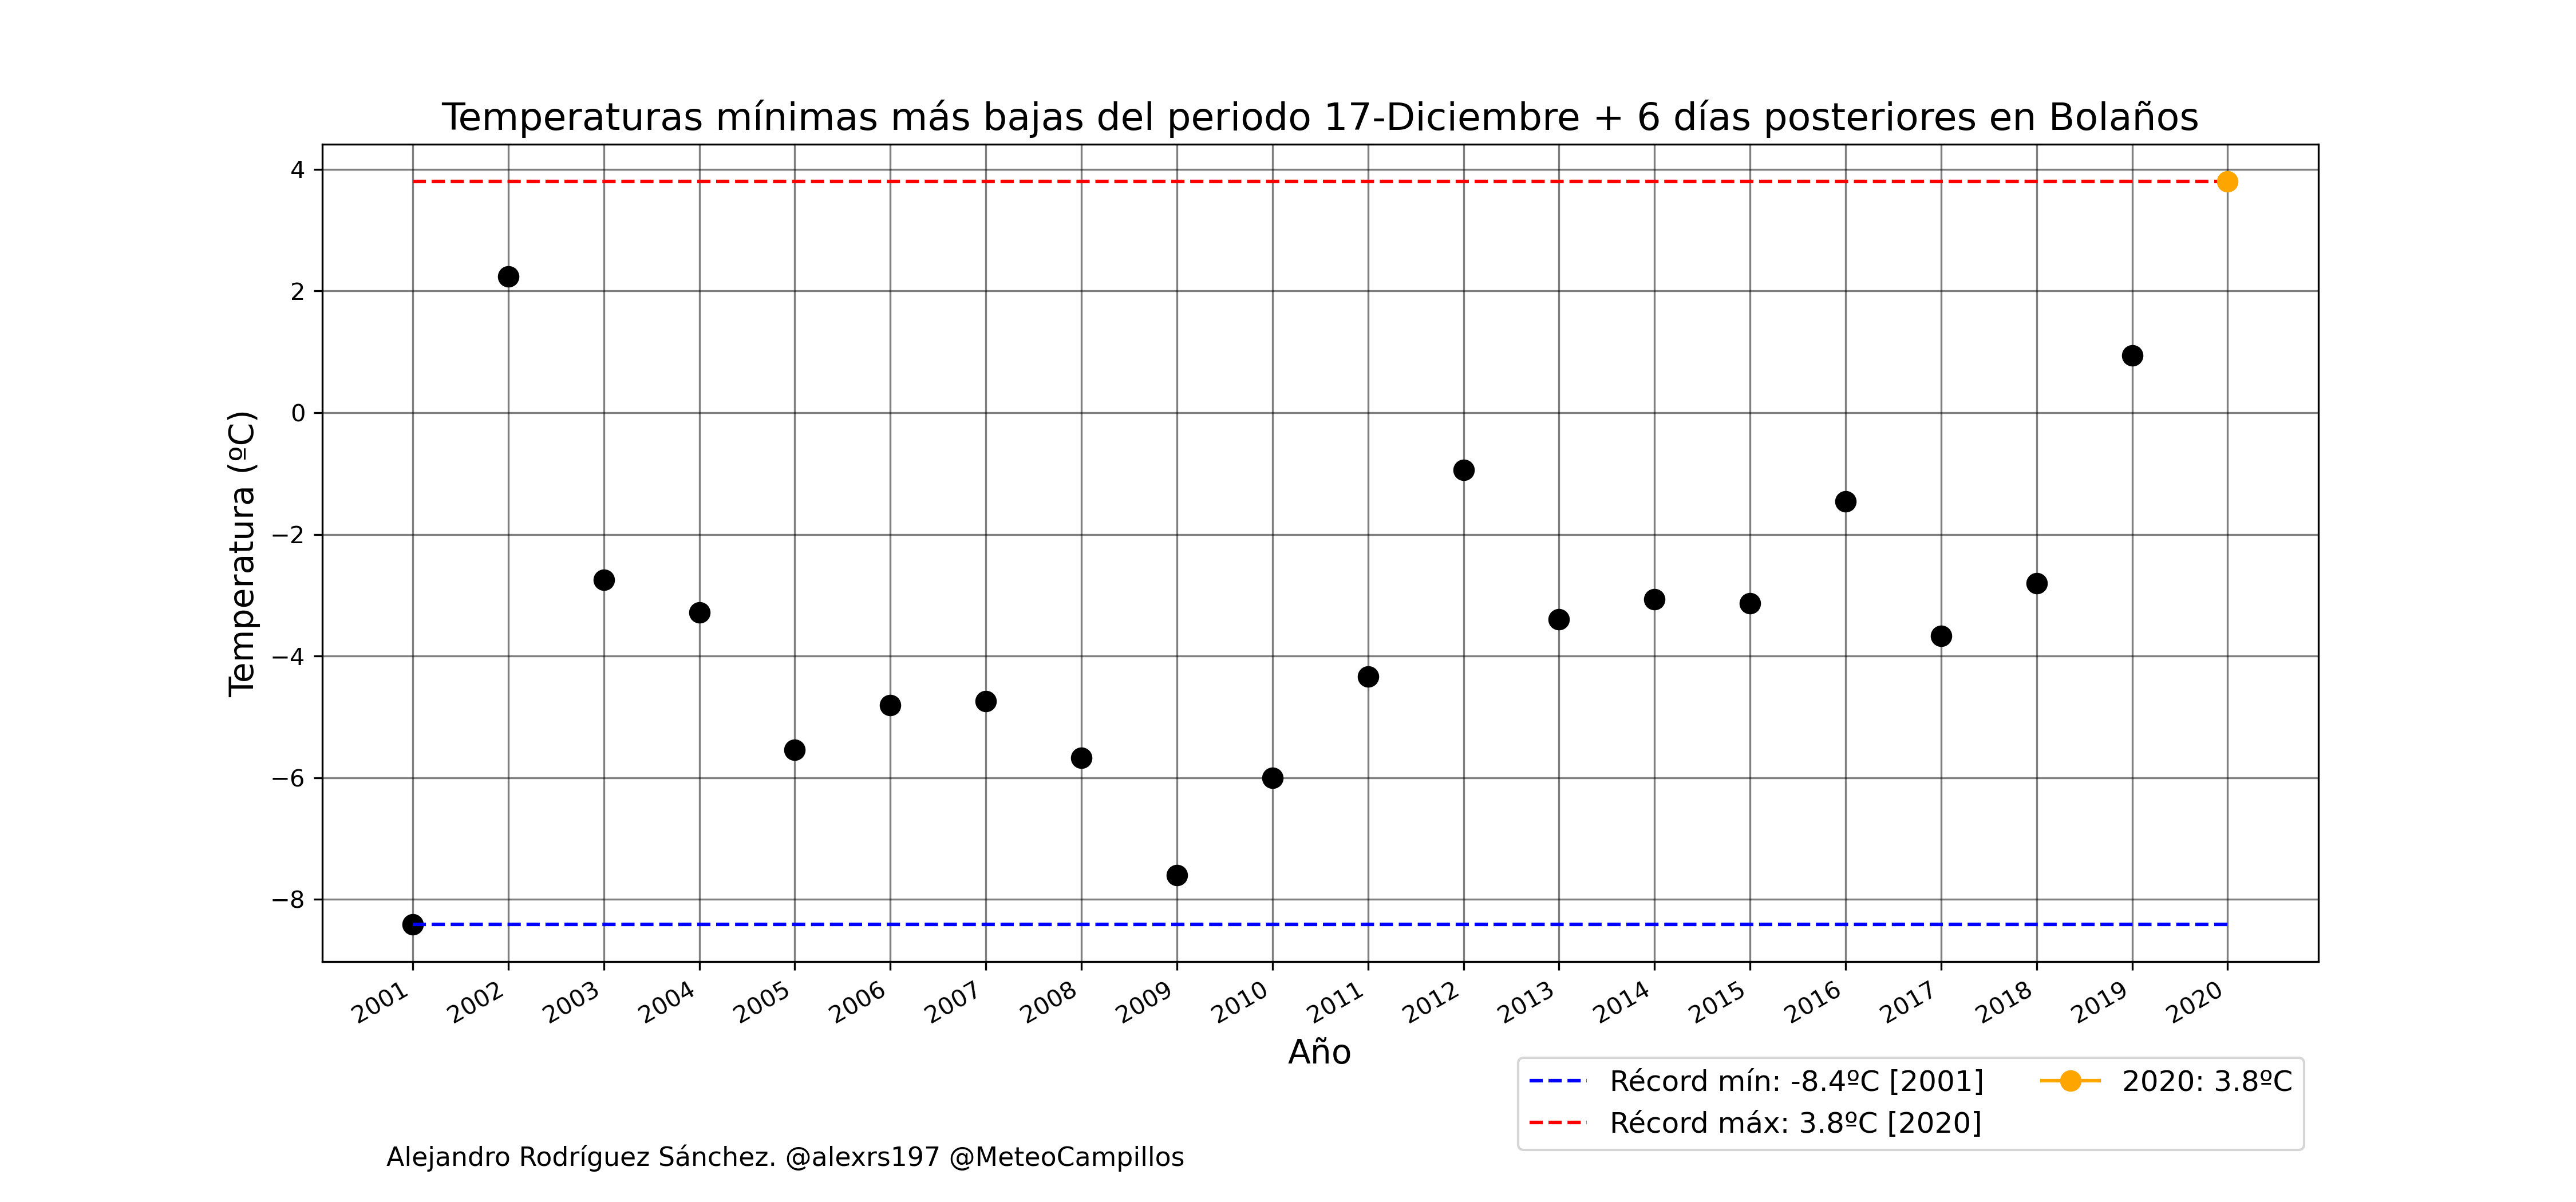 Temperaturas mínimas más bajas del periodo 17-Diciembre + 6 días posteriores en Bolaños
4
2
0
−2
−4
−6
−8
Temperatura (ºC)
2001 2002 2003 2004 2005 2006 2007 2008 2009 2010 2011 2012 2013 2014 2015 2016 2017 2018 2019 2020
Año
Récord mín: -8.4ºC [2001]
Récord máx: 3.8ºC [2020]
2020: 3.8ºC
Alejandro Rodríguez Sánchez. @alexrs197 @MeteoCampillos